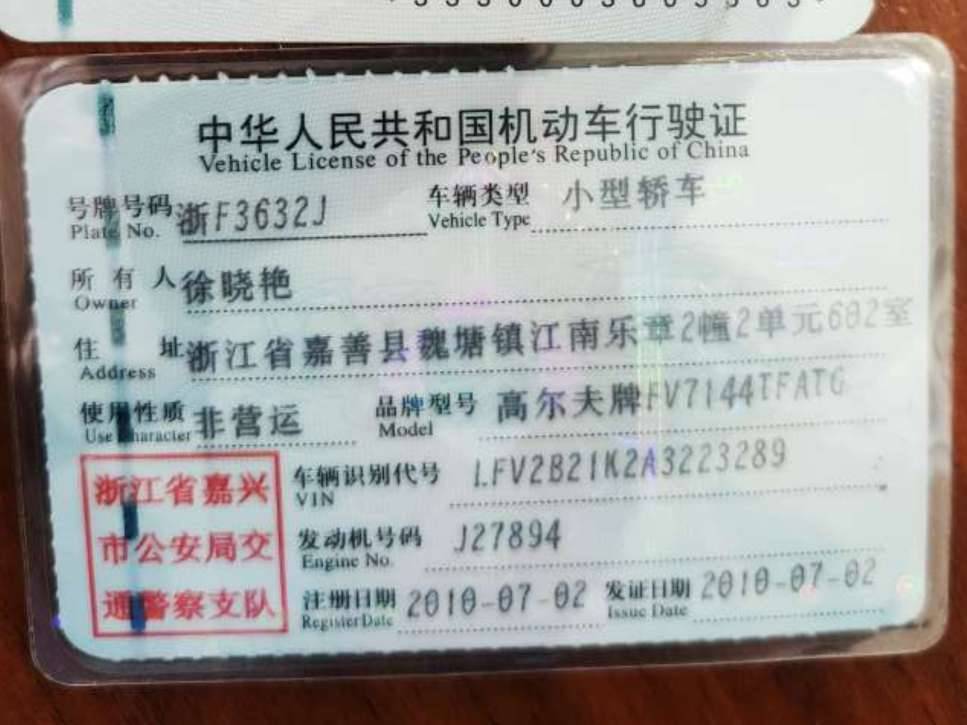 中华人民共和国机动车行驶证
Vehicle License of the People's Republic of China
号牌号码 浙F3632J 车辆类型 小型轿车
Plate No. Vehicle Type
所有人 徐晓艳
Owner
住址 浙江省嘉善县魏塘镇江南乐章2幢2单元602室
Address
使用性质 非营运 品牌型号 高尔夫牌FV7144TFATG
Use Character Model
浙江省嘉兴
市公安局交
通警察支队
车辆识别代号 LFV2B21K2A3223289
VIN
发动机号码 J27894
Engine No.
注册日期 2010-07-02 发证日期 2010-07-02
Register Date Issue Date